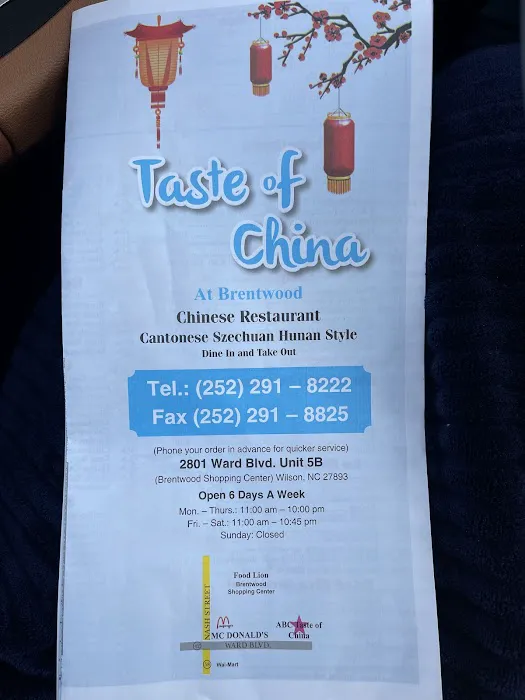 Taste of
China
At Brentwood
Chinese Restaurant
Cantonese Szechuan Hunan Style
Dine In and Take Out
Tel.: (252) 291 – 8222
Fax (252) 291 – 8825
(Phone your order in advance for quicker service)
2801 Ward Blvd. Unit 5B
(Brentwood Shopping Center) Wilson, NC 27893
Open 6 Days A Week
Mon. – Thurs.: 11:00 am – 10:00 pm
Fri. – Sat.: 11:00 am – 10:45 pm
Sunday: Closed
Food Lion
Brentwood
Shopping Center
NASH STREET
MC DONALD'S
ABC Taste of
China
WARD BLVD.
Wal-Mart